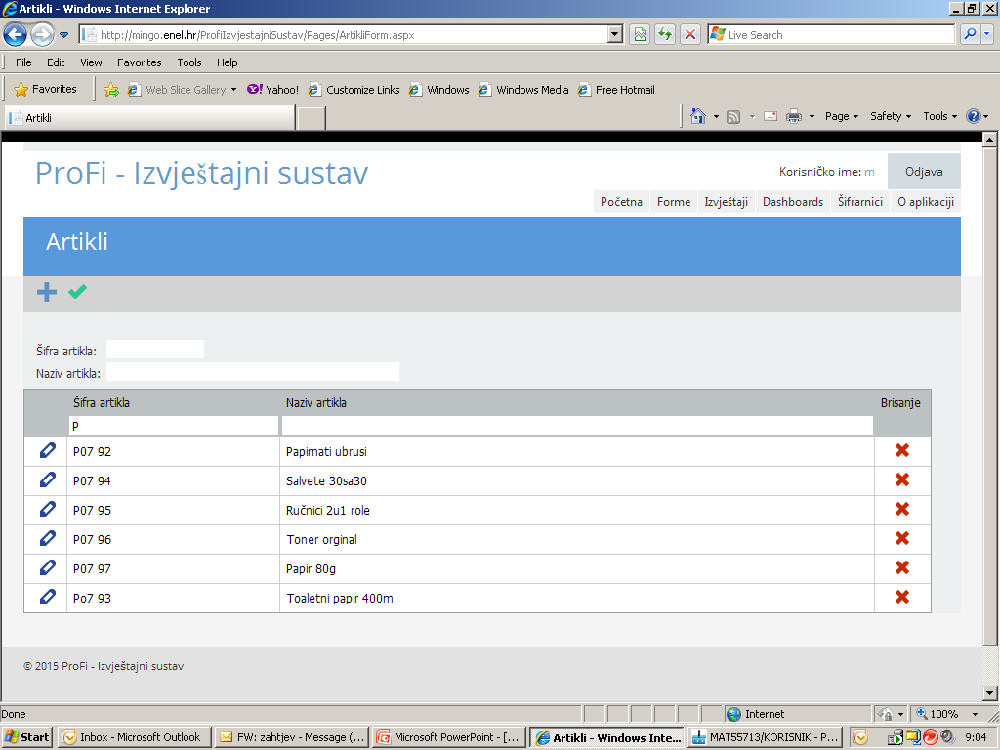 Artikli - Windows Internet Explorer
http://mingo.enel.hr/ProfiIzvjestajniSustav/Pages/ArtikliForm.aspx
Live Search
File Edit View Favorites Tools Help
Favorites Web Slice Gallery Yahoo! Customize Links Windows Windows Media Free Hotmail
Artikli Page Safety Tools
ProFi - Izvještajni sustav
Korisničko ime: m Odjava
Početna Forme Izvještaji Dashboards Šifrarnici O aplikaciji
Artikli
Šifra artikla:
Naziv artikla:
Šifra artikla Naziv artikla Brisanje
P
P07 92 Papirnati ubrusi
P07 94 Salvete 30sa30
P07 95 Ručnici 2u1 role
P07 96 Toner orginal
P07 97 Papir 80g
Po7 93 Toaletni papir 400m
© 2015 ProFi - Izvještajni sustav
Done Internet 100%
Start Inbox - Microsoft Outlook FW: zahtjev - Message (... Microsoft PowerPoint - [... Artikli - Windows Inte... MAT55713/KORISNIK - P... 9:04